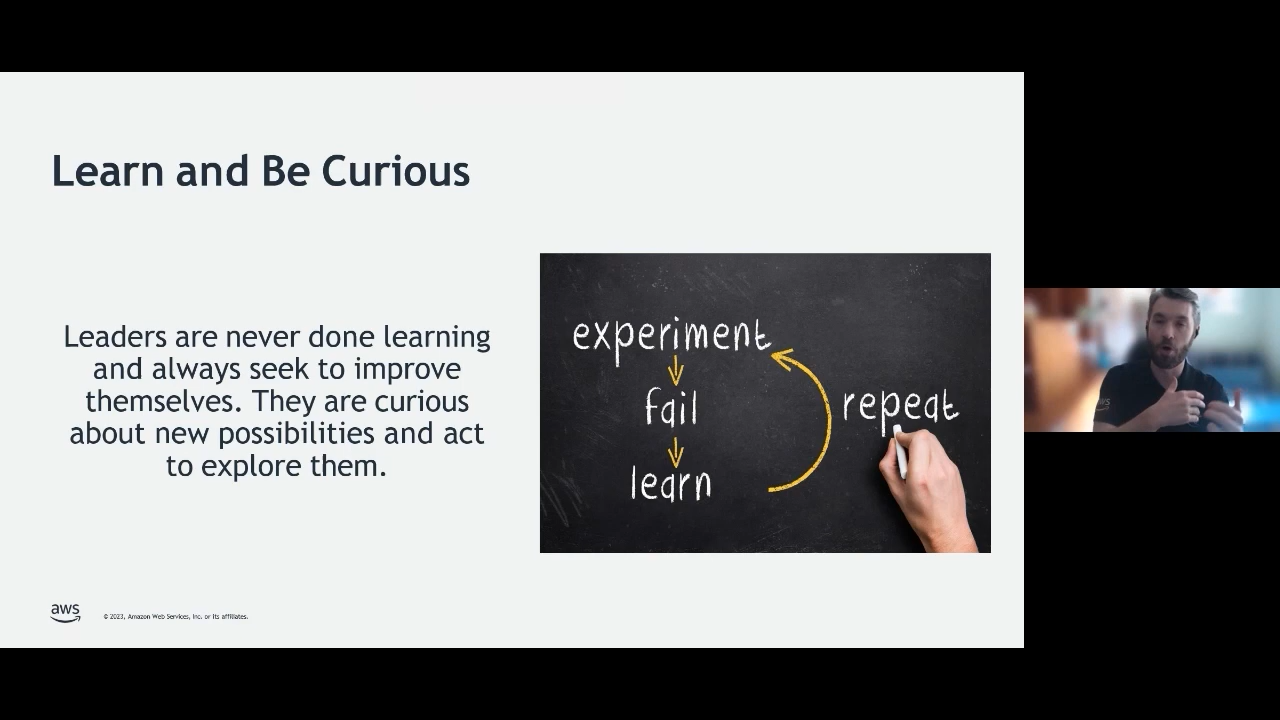 Learn and Be Curious
Leaders are never done learning
and always seek to improve
themselves. They are curious
about new possibilities and act
to explore them.
experiment
fail
learn
repeat
aws
© 2023, Amazon Web Services, Inc. or its affiliates.
aws